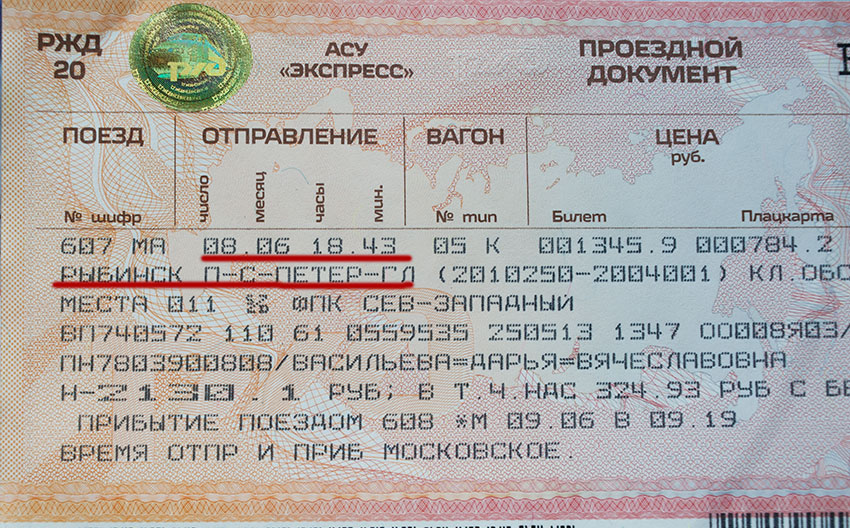 РЖД
20
АСУ
«ЭКСПРЕСС»
ПРОЕЗДНОЙ
ДОКУМЕНТ
ПОЕЗД ОТПРАВЛЕНИЕ ВАГОН ЦЕНА
руб.
№ шифр число месяц часы мин. № тип Билет Плацкарта
607 МА 08.06 18.43 05 К 001345.9 000784.2
РЫБИНСК П-С-ПЕТЕР-ГЛ (2010250-2004001) КЛ.ОБС
МЕСТА 011 ФПК СЕВ-ЗАПАДНЫЙ
ВП740572 110 61 0559535 250513 1347 00008Я03/
ПН7803900808/ВАСИЛЬЕВА=ДАРЬЯ=ВЯЧЕСЛАВОВНА
Н-2130.1 РУБ; В Т.Ч.НДС 324.93 РУБ С БЕ
ПРИБЫТИЕ ПОЕЗДОМ 608 *М 09.06 В 09.19
ВРЕМЯ ОТПР И ПРИБ МОСКОВСКОЕ.